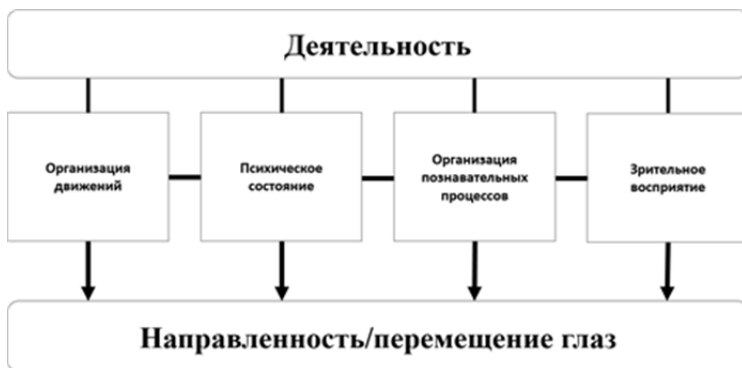 Деятельность
Организация
движений
Психическое
состояние
Организация
познавательных
процессов
Зрительное
восприятие
Направленность/перемещение глаз